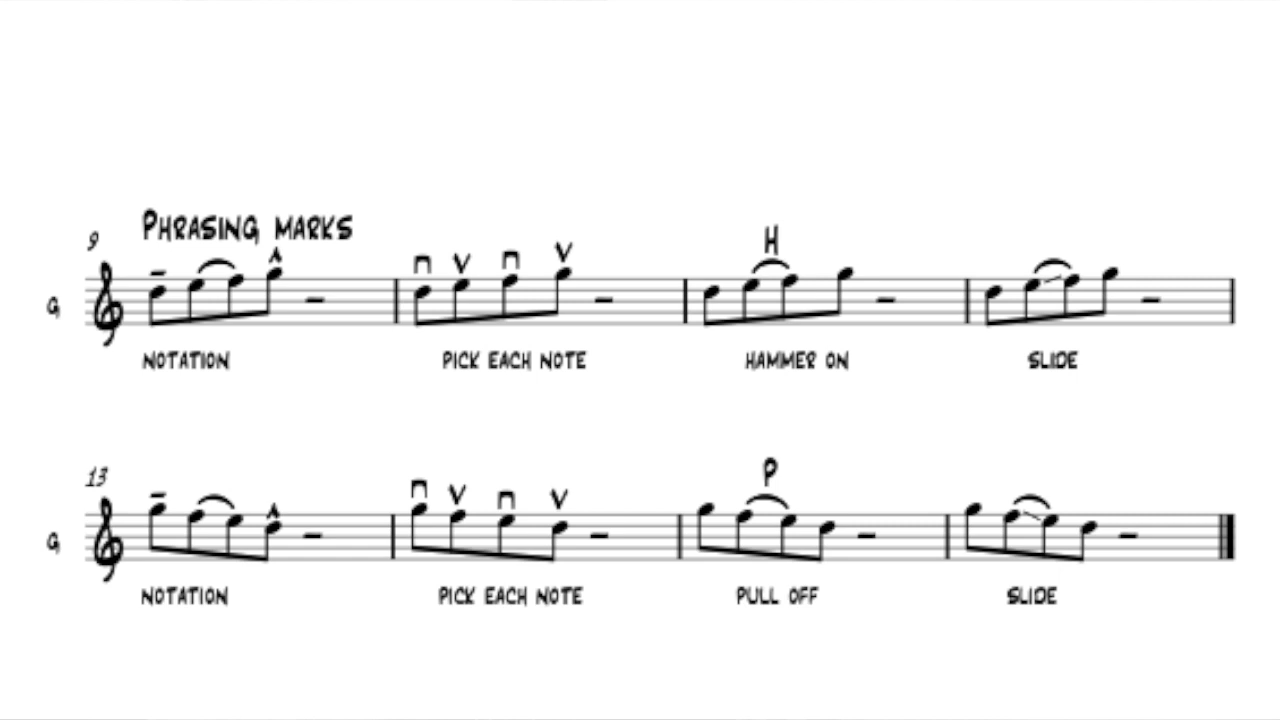 PHRASING MARKS
9
H
G
NOTATION PICK EACH NOTE HAMMER ON SLIDE
13
P
G
NOTATION PICK EACH NOTE PULL OFF SLIDE